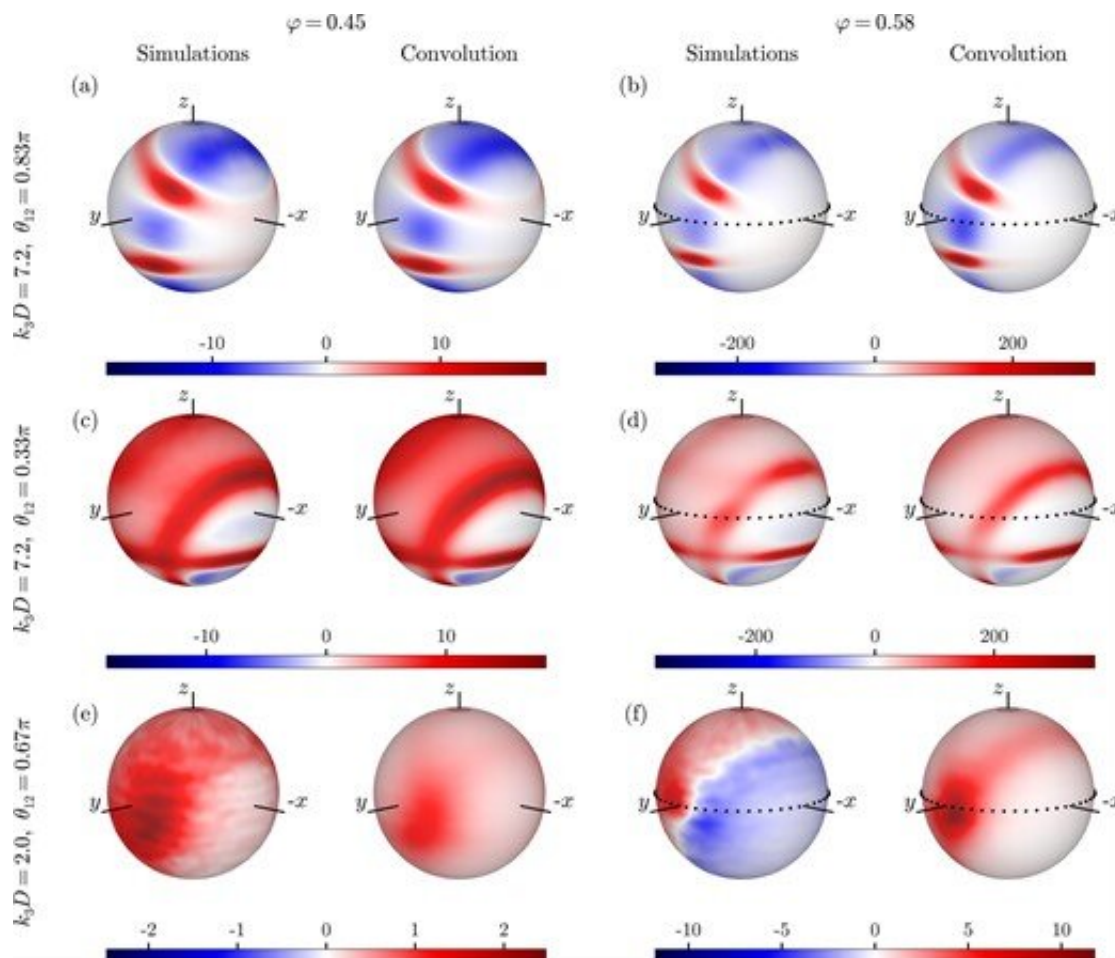 φ = 0.45
φ = 0.58
Simulations Convolution Simulations Convolution
(a) (b)
k₃D = 7.2, θ₁₂ = 0.83π
z z z z
y -x y -x y -x y -x
-10 0 10
-200 0 200
(c) (d)
k₃D = 7.2, θ₁₂ = 0.33π
z z z z
y -x y -x y -x y -x
-10 0 10
-200 0 200
(e) (f)
k₃D = 2.0, θ₁₂ = 0.67π
z z z z
y -x y -x y -x y -x
-2 -1 0 1 2
-10 -5 0 5 10